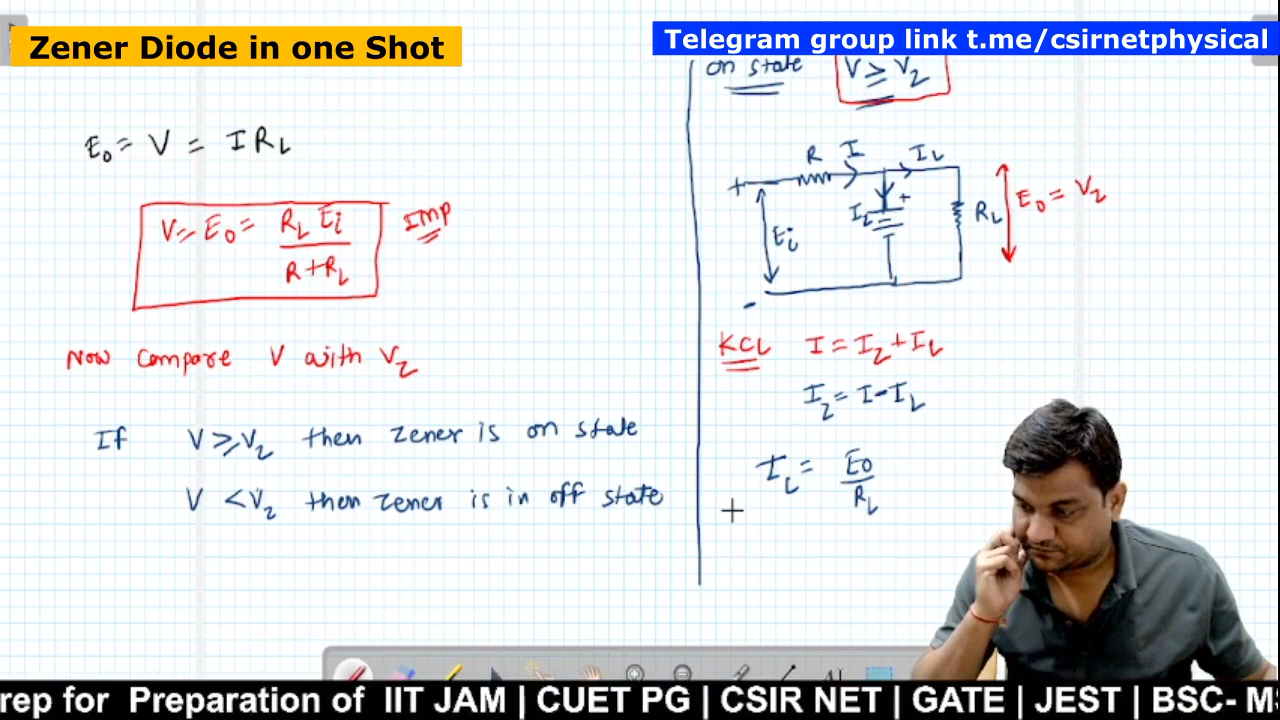 Zener Diode in one Shot
Telegram group link t.me/csirnetphysical
E₀ = V = I R_L
V = E₀ = R_L Eᵢ
R + R_L
IMP
Now compare V with V_Z
If V ≥ V_Z then Zener is on state
V < V_Z then Zener is in off state
on state V ≥ V_Z
R I I_L
+
I_Z +
Eᵢ
R_L
E₀ = V_Z
-
KCL I = I_Z + I_L
I_Z = I - I_L
I_L = E₀
R_L
rep for Preparation of IIT JAM | CUET PG | CSIR NET | GATE | JEST | BSC- M